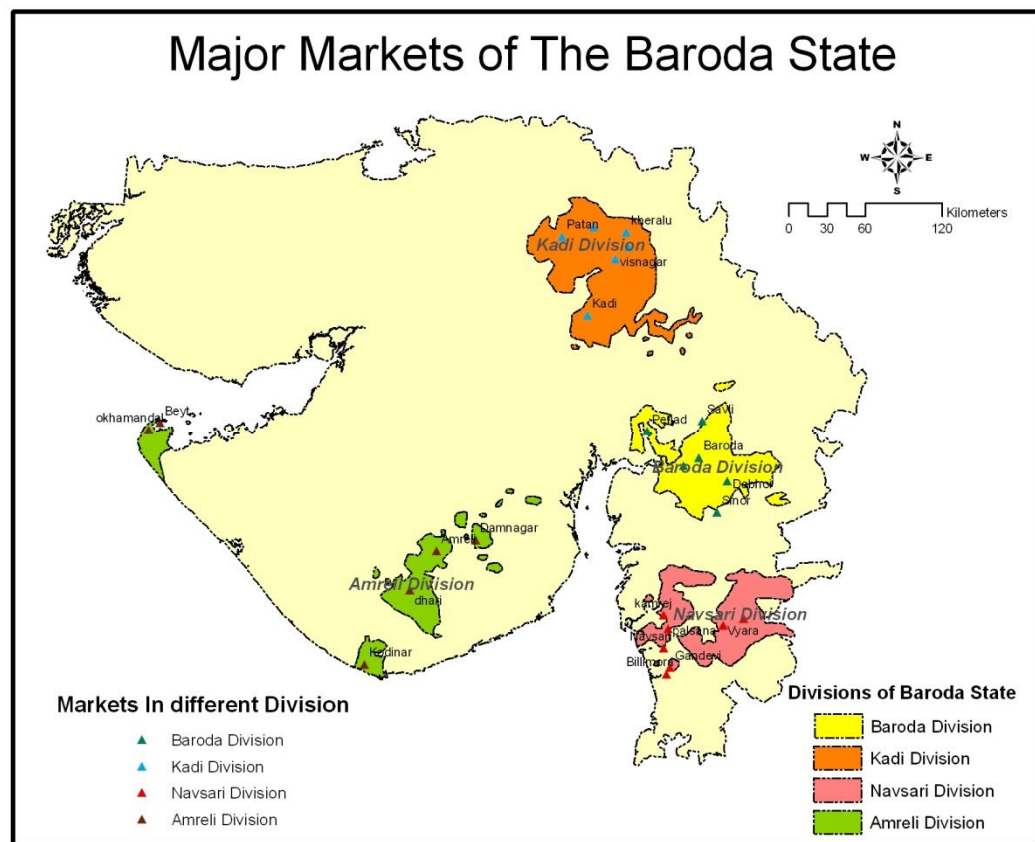 Major Markets of The Baroda State
N
W E
S
Kilometers
0 30 60 120
Patan
kheralu
Kadi Division
visnagar
Kadi
okhamandal
Beyt
Petlad
Savli
Baroda
Baroda Division
Dabhoi
Sinor
Damnagar
Amreli
Amreli Division
dhari
Kodinar
kamrej
Navsari Division
palsana
Vyara
Navsari
Gandevi
Billimora
Markets In different Division
Baroda Division
Kadi Division
Navsari Division
Amreli Division
Divisions of Baroda State
Baroda Division
Kadi Division
Navsari Division
Amreli Division